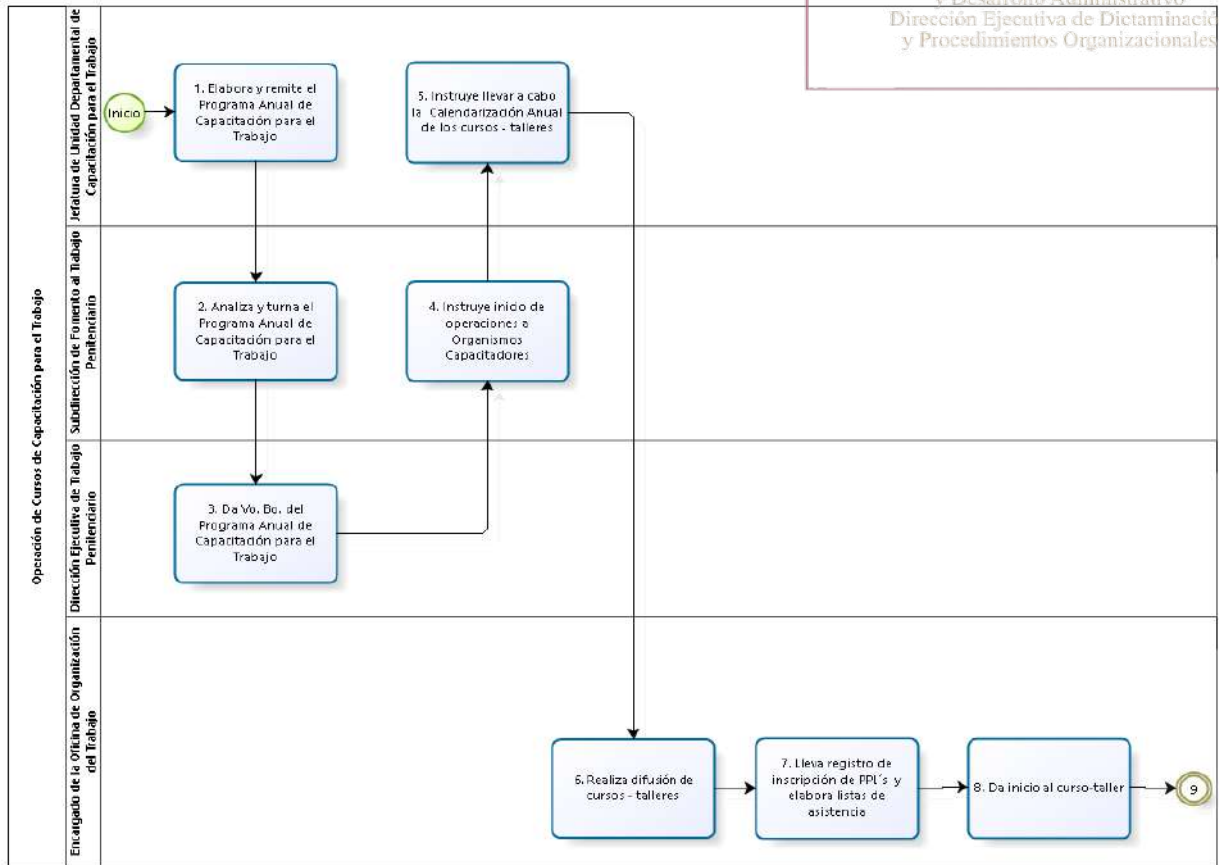 y Desarrollo Administrativo
Dirección Ejecutiva de Dictaminació
y Procedimientos Organizacionales
Operación de Cursos de Capacitación para el Trabajo
Jefatura de Unidad Departamental de
Capacitación para el Trabajo
Inicio
1. Elabora y remite el
Programa Anual de
Capacitación para el
Trabajo
5. Instruye llevar a cabo
la Calendarización Anual
de los cursos - talleres
Subdirección de Fomento al Trabajo
Penitenciario
2. Analiza y turna el
Programa Anual de
Capacitación para el
Trabajo
4. Instruye inicio de
operaciones a
Organismos
Capacitadores
Dirección Ejecutiva de Trabajo
Penitenciario
3. Da Vo. Bo. del
Programa Anual de
Capacitación para el
Trabajo
Encargado de la Oficina de Organización
del Trabajo
6. Realiza difusión de
cursos - talleres
7. Lleva registro de
inscripción de PPL´s y
elabora listas de
asistencia
8. Da inicio al curso-taller
9